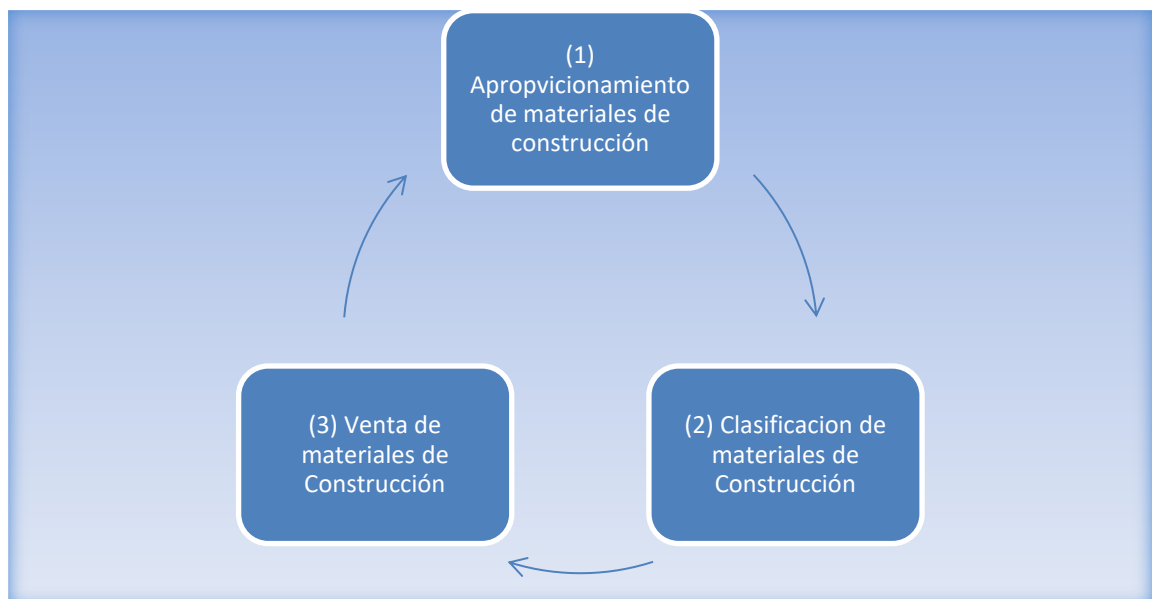 (1)
Apropvicionamiento
de materiales de
construcción
(2) Clasificacion de
materiales de
Construcción
(3) Venta de
materiales de
Construcción